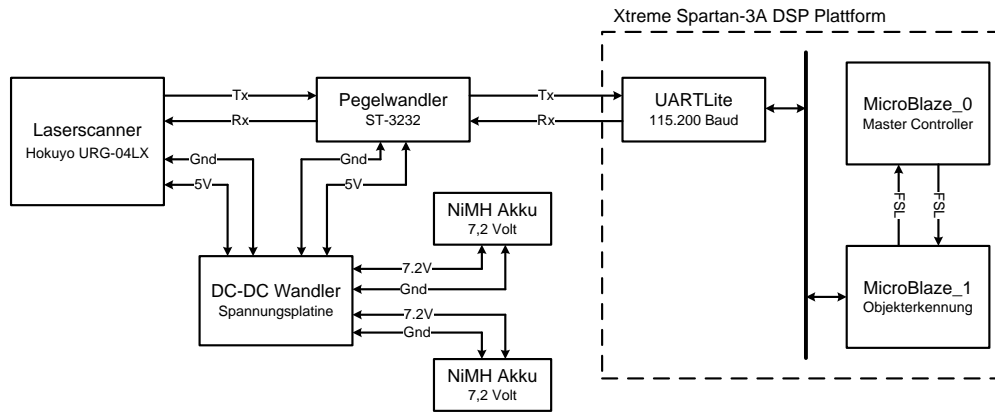 Xtreme Spartan-3A DSP Plattform
Laserscanner
Hokuyo URG-04LX
Tx
Rx
Gnd
5V
Pegelwandler
ST-3232
Gnd
5V
Tx
Rx
UARTLite
115.200 Baud
MicroBlaze_0
Master Controller
FSL
FSL
MicroBlaze_1
Objekterkennung
DC-DC Wandler
Spannungsplatine
7.2V
Gnd
7.2V
Gnd
NiMH Akku
7,2 Volt
NiMH Akku
7,2 Volt